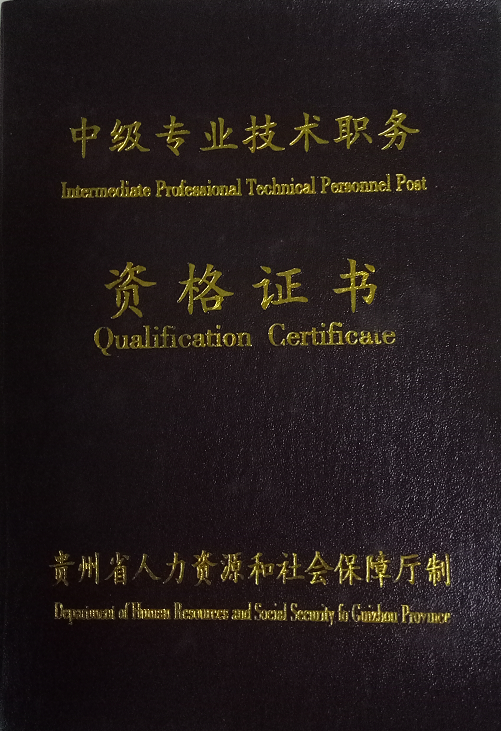 中级专业技术职务
Intermediate Professional Technical Personnel Post
资格证书
Qualification Certificate
贵州省人力资源和社会保障厅制
Department of Human Resources and Social Security fo Guizhou Province